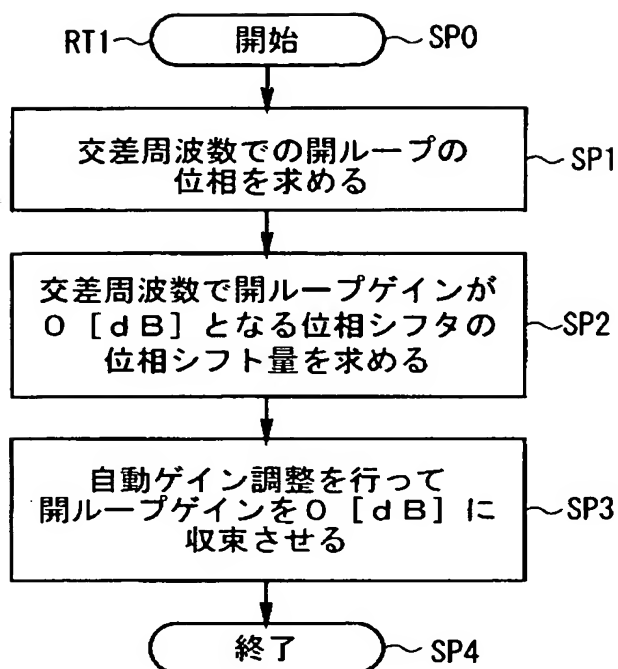 RT1 開始 SP0
交差周波数での開ループの
位相を求める SP1
交差周波数で開ループゲインが
0［dB］となる位相シフタの SP2
位相シフト量を求める
自動ゲイン調整を行って
開ループゲインを0［dB］に SP3
収束させる
終了 SP4